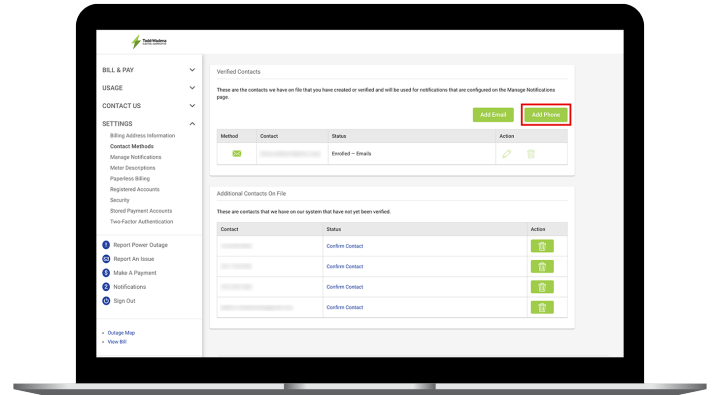 Todd-Wadena
BILL & PAY
USAGE
CONTACT US
SETTINGS
Billing Address Information
Contact Methods
Manage Notifications
Meter Descriptions
Paperless Billing
Registered Accounts
Security
Stored Payment Accounts
Two-Factor Authentication
Report Power Outage
Report An Issue
Make A Payment
Notifications
Sign Out
Outage Map
View Bill
Verified Contacts
These are the contacts we have on file that you have created or verified and will be used for notifications that are configured on the Manage Notifications
page.
Add Email Add Phone
Method Contact Status Action
Enrolled — Emails
Additional Contacts On File
These are contacts that we have on our system that have not yet been verified.
Contact Status Action
Confirm Contact
Confirm Contact
Confirm Contact
Confirm Contact